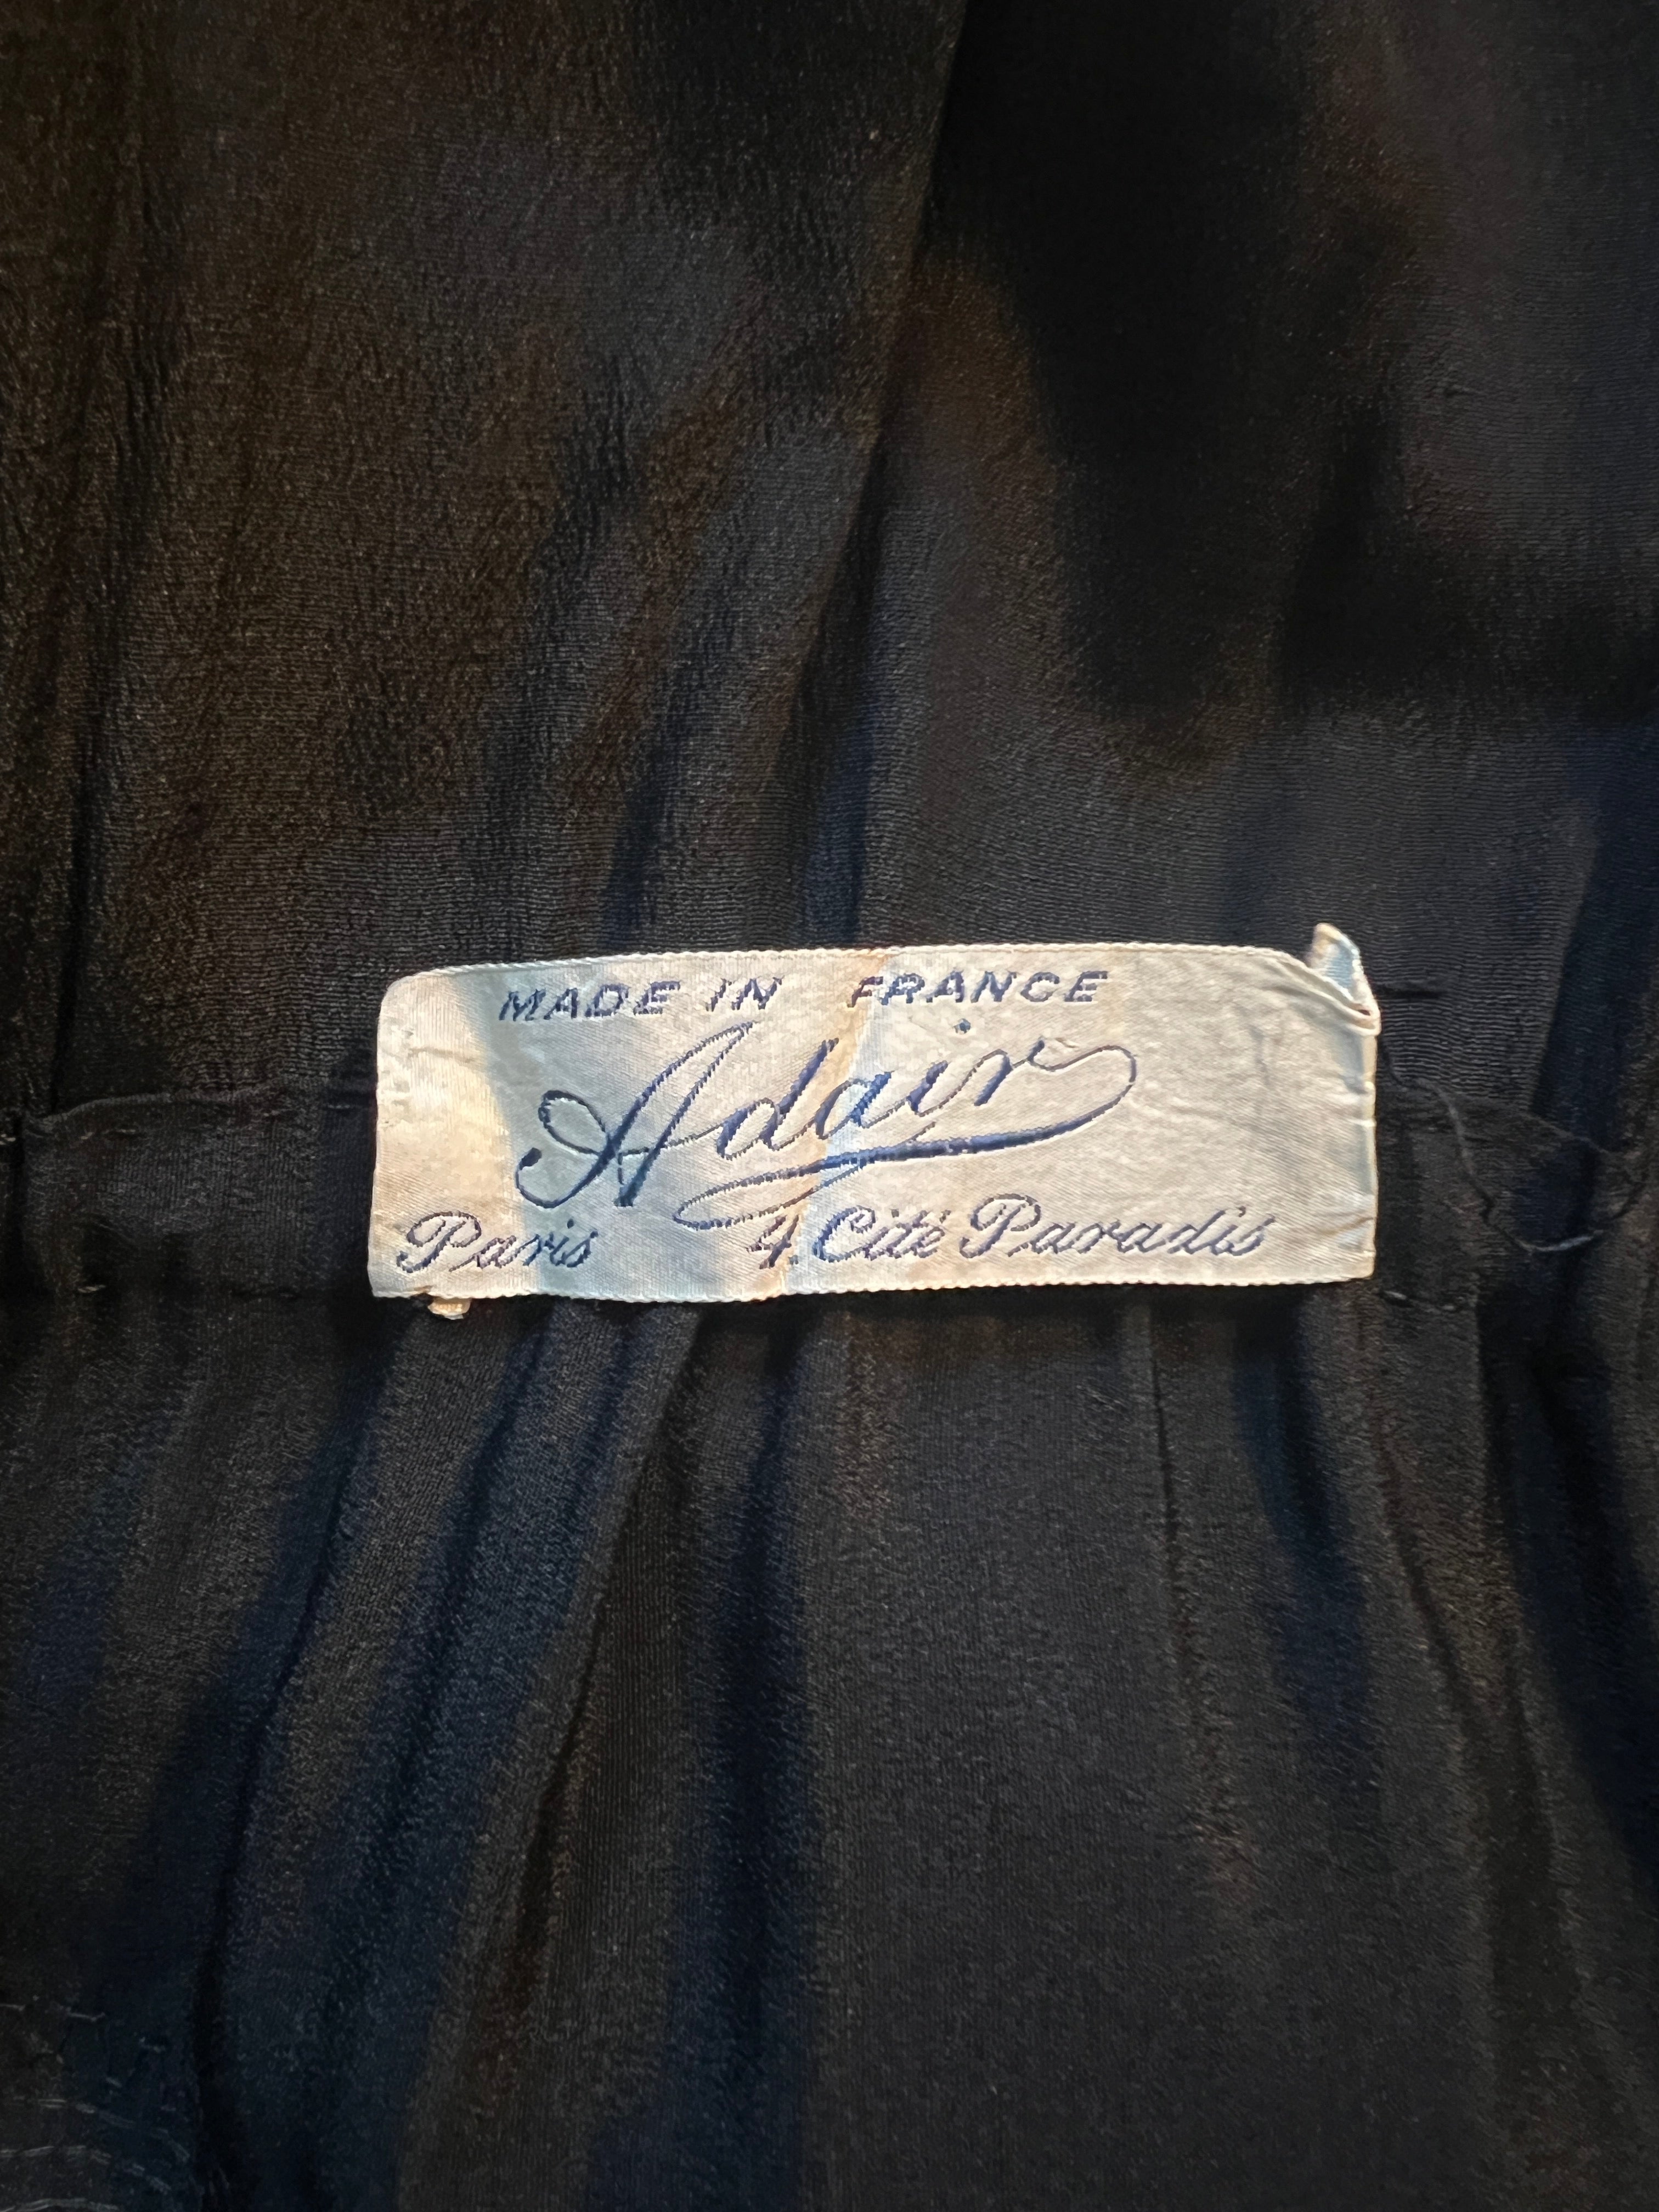 MADE IN FRANCE
Adair
Paris 4. Cité Paradis